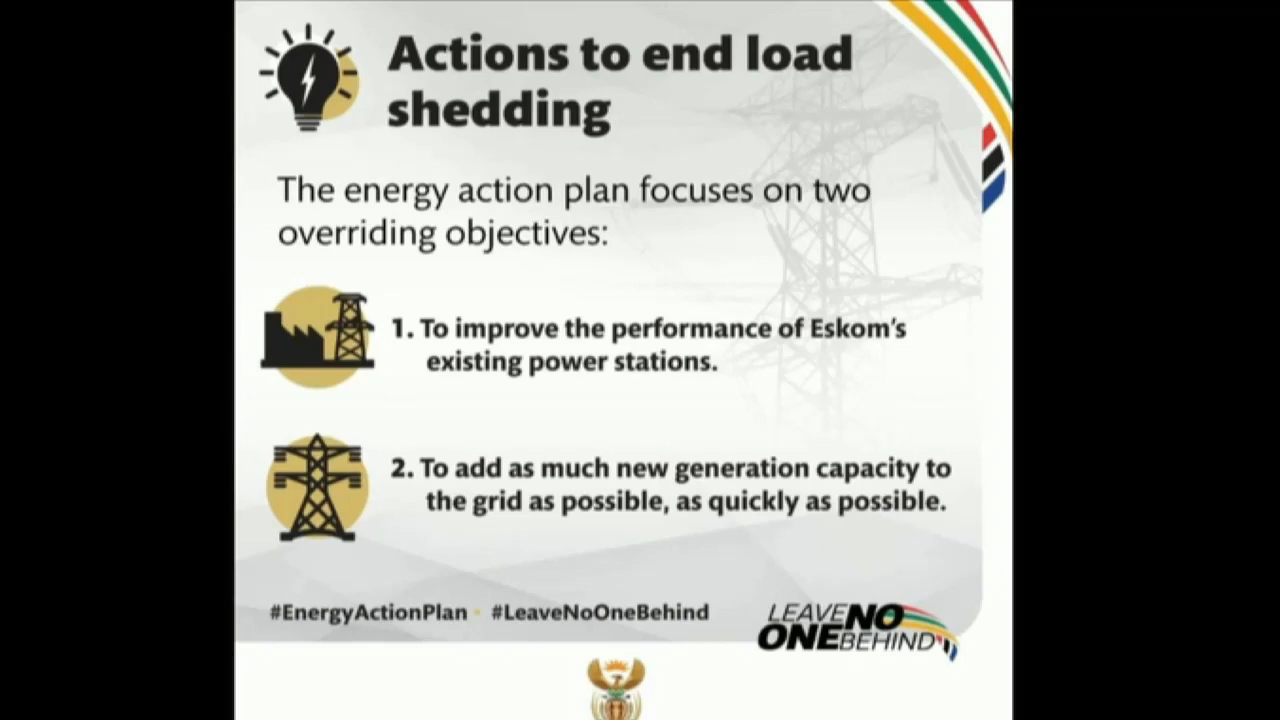 Actions to end load
shedding
The energy action plan focuses on two
overriding objectives:
1. To improve the performance of Eskom's
existing power stations.
2. To add as much new generation capacity to
the grid as possible, as quickly as possible.
#EnergyActionPlan • #LeaveNoOneBehind
LEAVE NO
ONE BEHIND